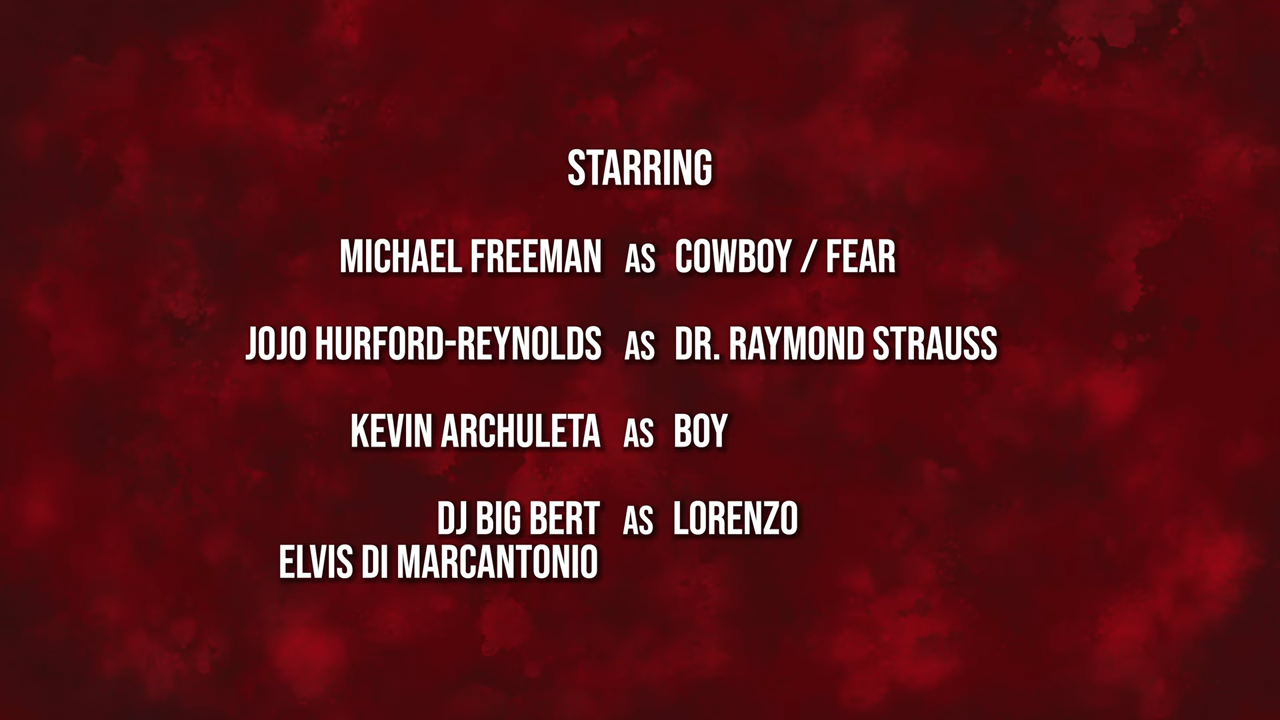 STARRING
MICHAEL FREEMAN AS COWBOY / FEAR
JOJO HURFORD-REYNOLDS AS DR. RAYMOND STRAUSS
KEVIN ARCHULETA AS BOY
DJ BIG BERT AS LORENZO
ELVIS DI MARCANTONIO